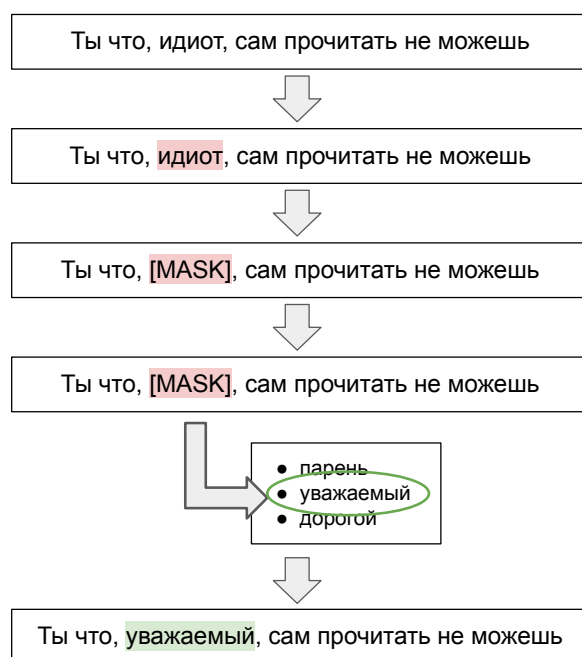 Ты что, идиот, сам прочитать не можешь
Ты что, идиот, сам прочитать не можешь
Ты что, [MASK], сам прочитать не можешь
Ты что, [MASK], сам прочитать не можешь
● парень
● уважаемый
● дорогой
Ты что, уважаемый, сам прочитать не можешь